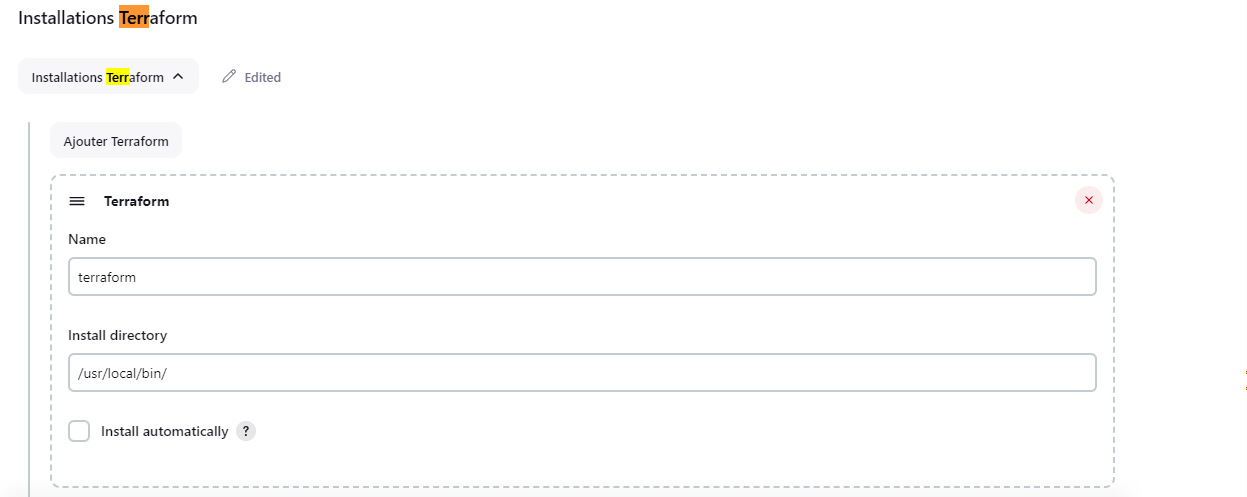 Installations Terraform
Installations Terraform
Edited
Ajouter Terraform
Terraform
Name
terraform
Install directory
/usr/local/bin/
Install automatically ?